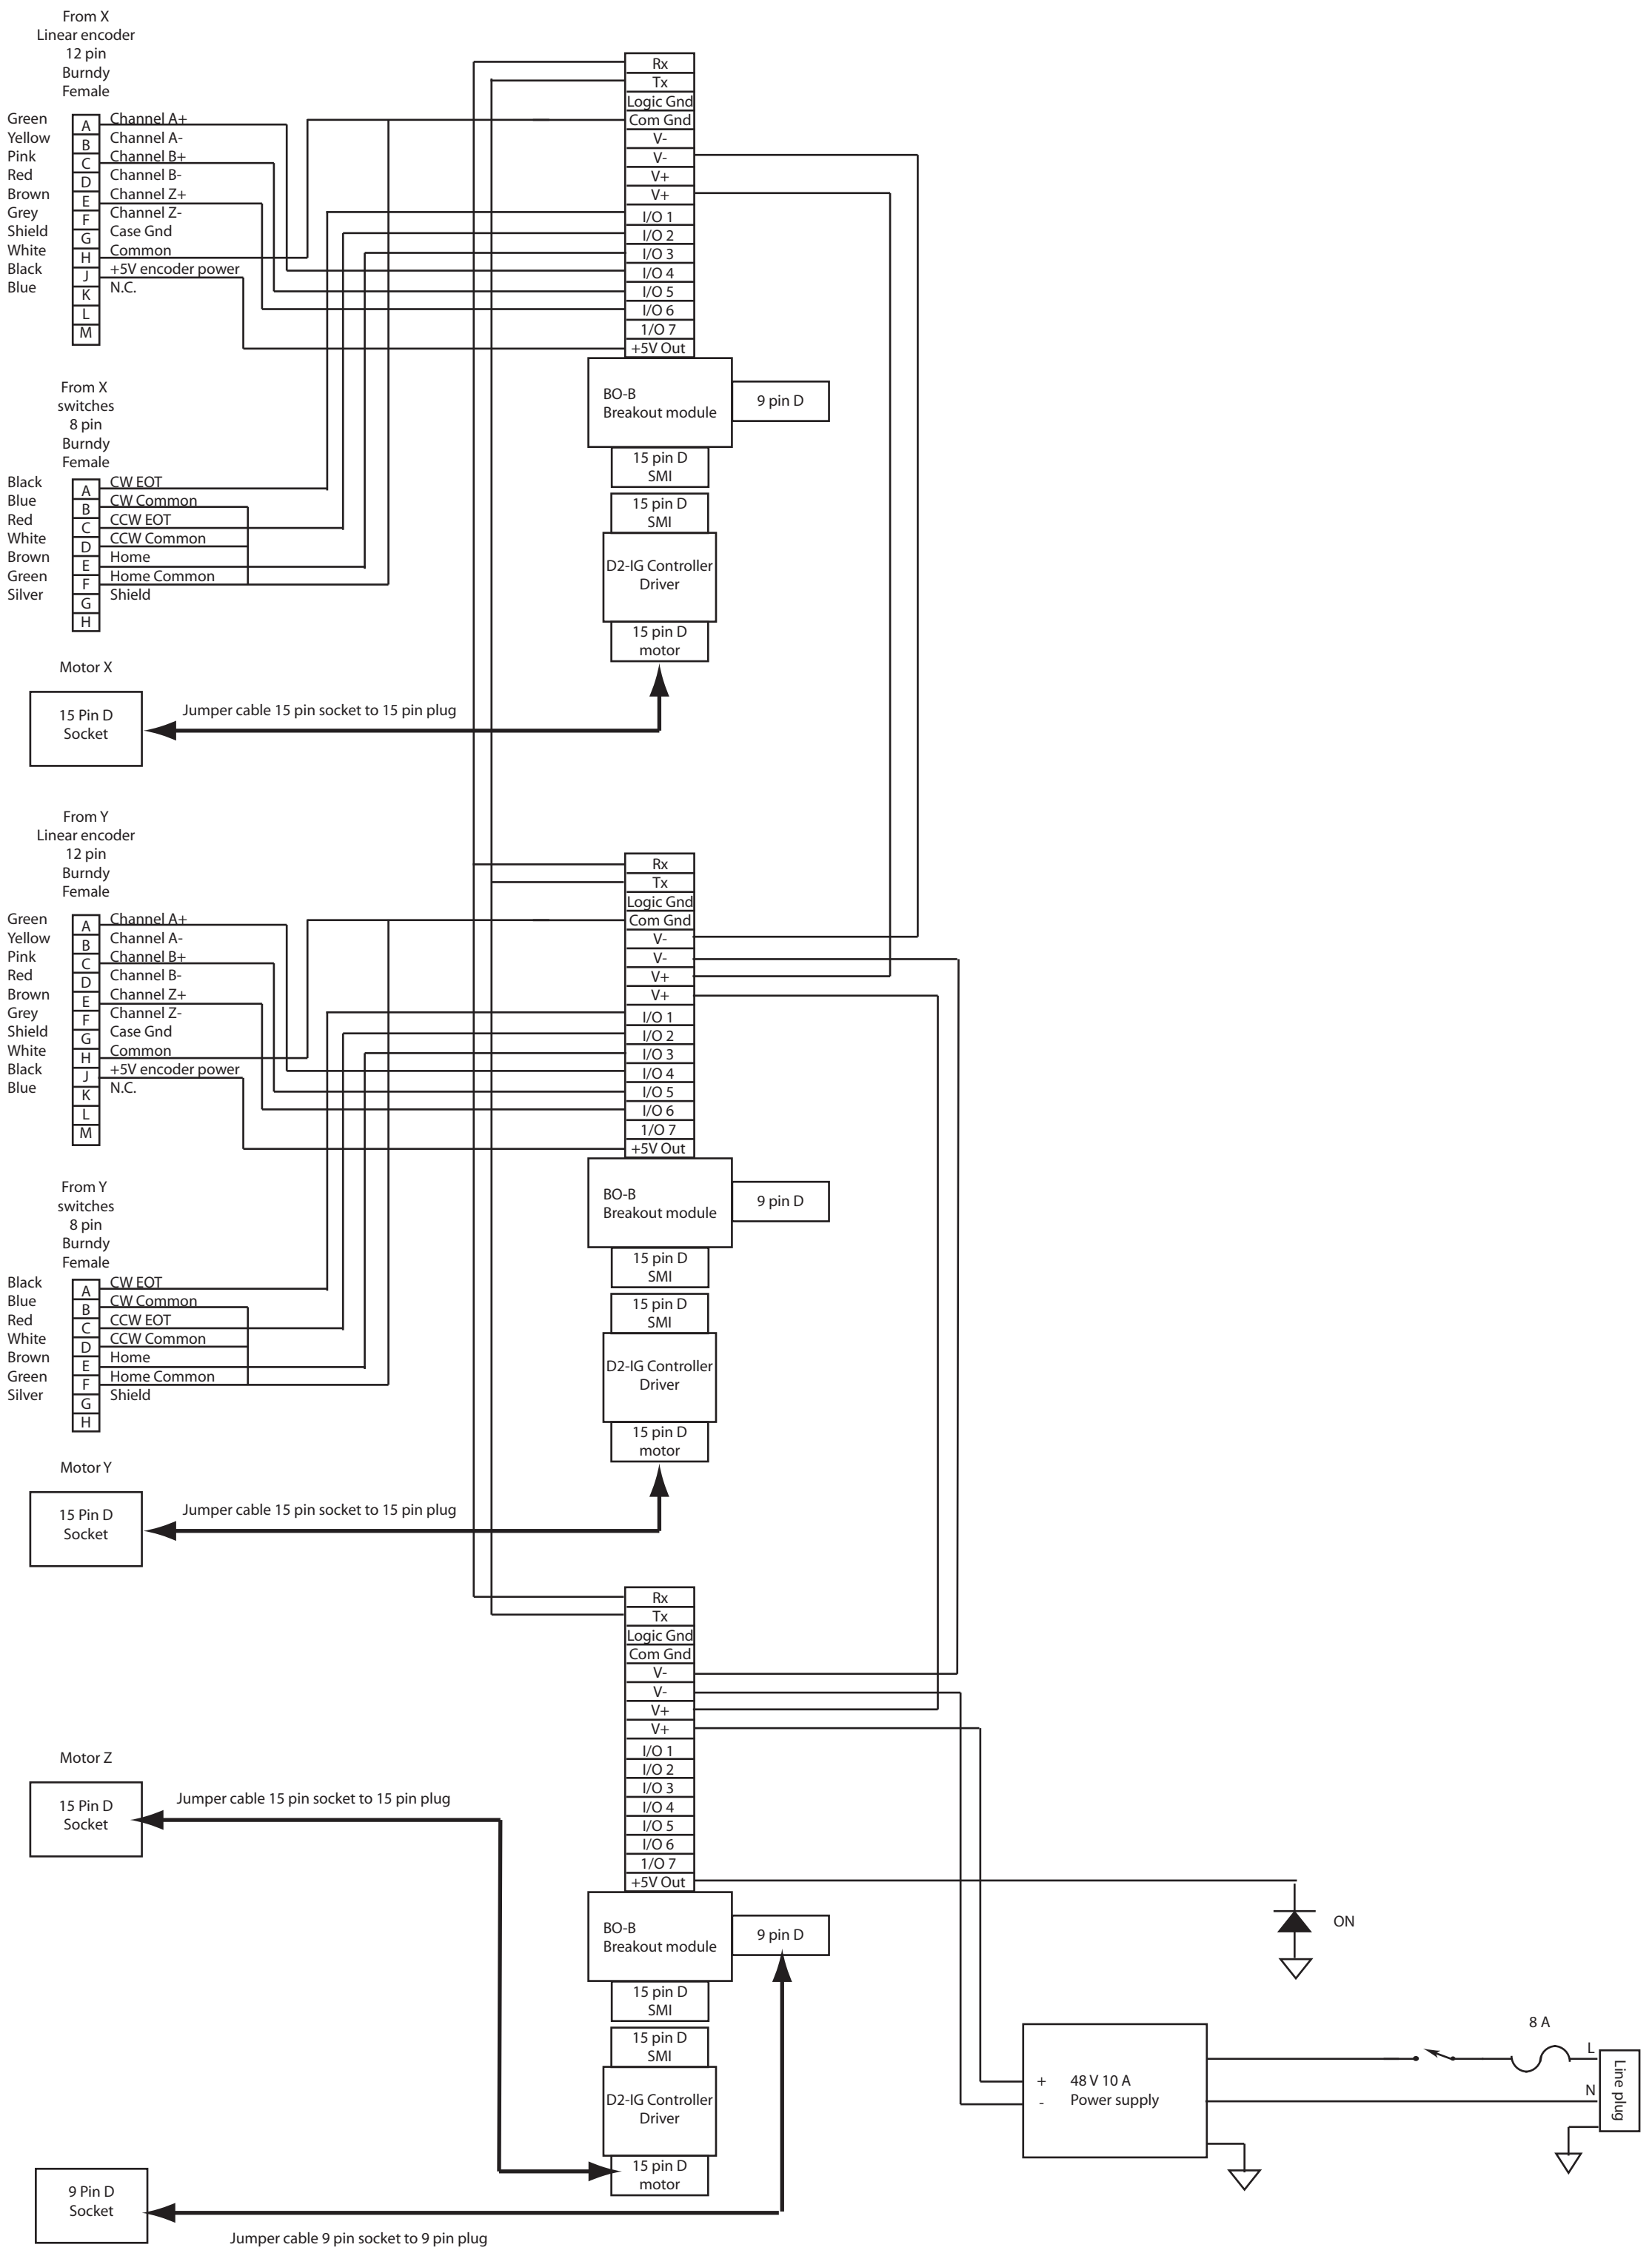 From X
Linear encoder
12 pin
Burndy
Female
Green
Yellow
Pink
Red
Brown
Grey
Shield
White
Black
Blue
A
B
C
D
E
F
G
H
J
K
L
M
Channel A+
Channel A-
Channel B+
Channel B-
Channel Z+
Channel Z-
Case Gnd
Common
+5V encoder power
N.C.
Rx
Tx
Logic Gnd
Com Gnd
V-
V-
V+
V+
I/O 1
I/O 2
I/O 3
I/O 4
I/O 5
I/O 6
1/O 7
+5V Out
BO-B
Breakout module
9 pin D
15 pin D
SMI
15 pin D
SMI
D2-IG Controller
Driver
15 pin D
motor
From X
switches
8 pin
Burndy
Female
Black
Blue
Red
White
Brown
Green
Silver
A
B
C
D
E
F
G
H
CW EOT
CW Common
CCW EOT
CCW Common
Home
Home Common
Shield
Motor X
15 Pin D
Socket
Jumper cable 15 pin socket to 15 pin plug
From Y
Linear encoder
12 pin
Burndy
Female
Green
Yellow
Pink
Red
Brown
Grey
Shield
White
Black
Blue
A
B
C
D
E
F
G
H
J
K
L
M
Channel A+
Channel A-
Channel B+
Channel B-
Channel Z+
Channel Z-
Case Gnd
Common
+5V encoder power
N.C.
Rx
Tx
Logic Gnd
Com Gnd
V-
V-
V+
V+
I/O 1
I/O 2
I/O 3
I/O 4
I/O 5
I/O 6
1/O 7
+5V Out
BO-B
Breakout module
9 pin D
15 pin D
SMI
15 pin D
SMI
D2-IG Controller
Driver
15 pin D
motor
From Y
switches
8 pin
Burndy
Female
Black
Blue
Red
White
Brown
Green
Silver
A
B
C
D
E
F
G
H
CW EOT
CW Common
CCW EOT
CCW Common
Home
Home Common
Shield
Motor Y
15 Pin D
Socket
Jumper cable 15 pin socket to 15 pin plug
Rx
Tx
Logic Gnd
Com Gnd
V-
V-
V+
V+
I/O 1
I/O 2
I/O 3
I/O 4
I/O 5
I/O 6
1/O 7
+5V Out
BO-B
Breakout module
9 pin D
15 pin D
SMI
15 pin D
SMI
D2-IG Controller
Driver
15 pin D
motor
Motor Z
15 Pin D
Socket
Jumper cable 15 pin socket to 15 pin plug
ON
8 A
L
N
Line plug
+
-
48 V 10 A
Power supply
9 Pin D
Socket
Jumper cable 9 pin socket to 9 pin plug